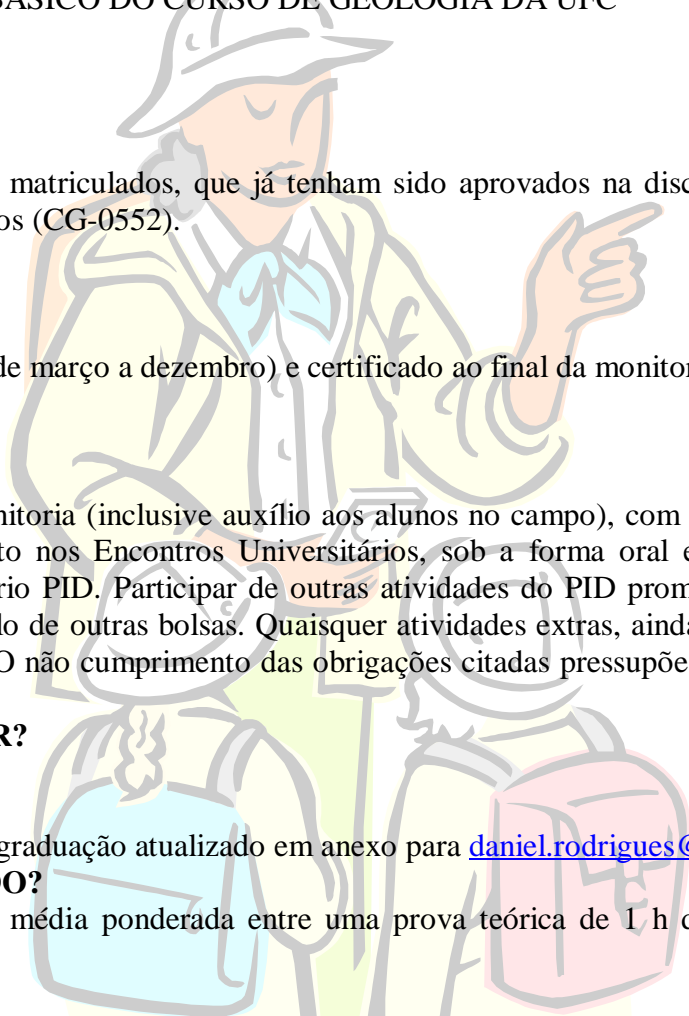 BÁSICO DO CURSO DE GEOLOGIA DA UFC
matriculados, que já tenham sido aprovados na disc
os (CG-0552).
de março a dezembro) e certificado ao final da monitor
nitoria (inclusive auxílio aos alunos no campo), com
to nos Encontros Universitários, sob a forma oral e
rio PID. Participar de outras atividades do PID prom
lo de outras bolsas. Quaisquer atividades extras, ainda
O não cumprimento das obrigações citadas pressupõe
R?
graduação atualizado em anexo para daniel.rodrigues@
DO?
média ponderada entre uma prova teórica de 1 h d